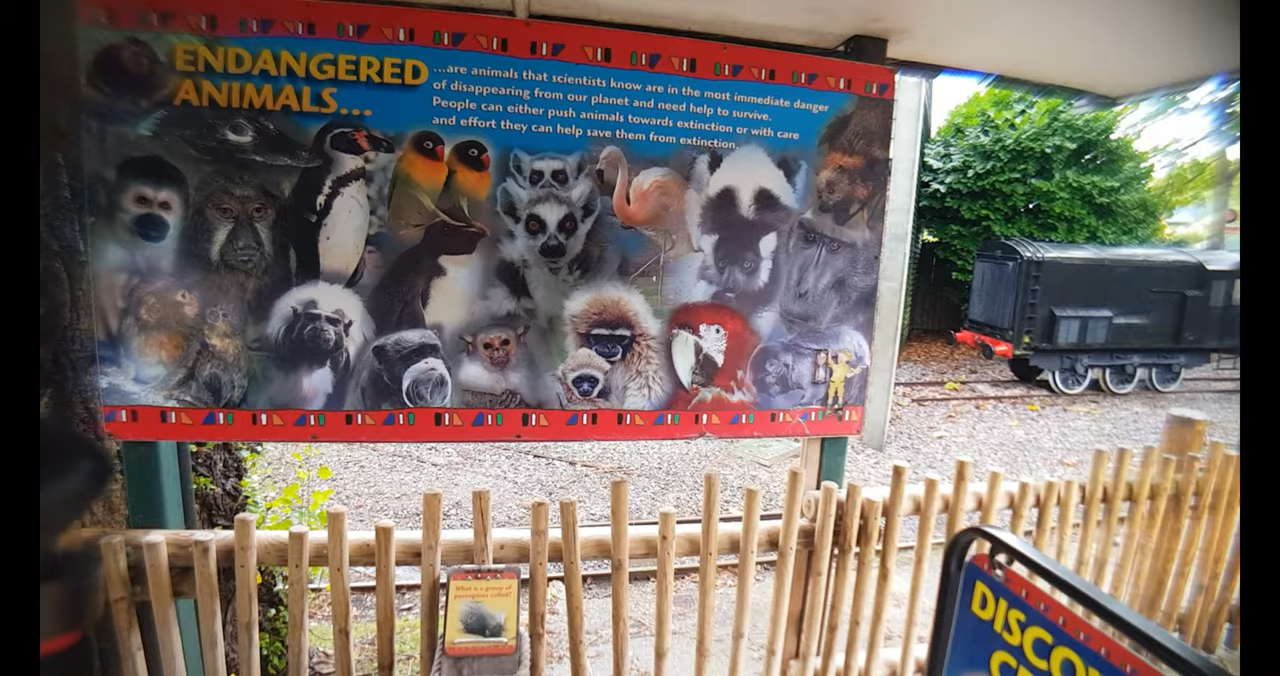 ENDANGERED
ANIMALS...
...are animals that scientists know are in the most immediate danger
of disappearing from our planet and need help to survive.
People can either push animals towards extinction or with care
and effort they can help save them from extinction.
What is a group of
porcupines called?
DISCO